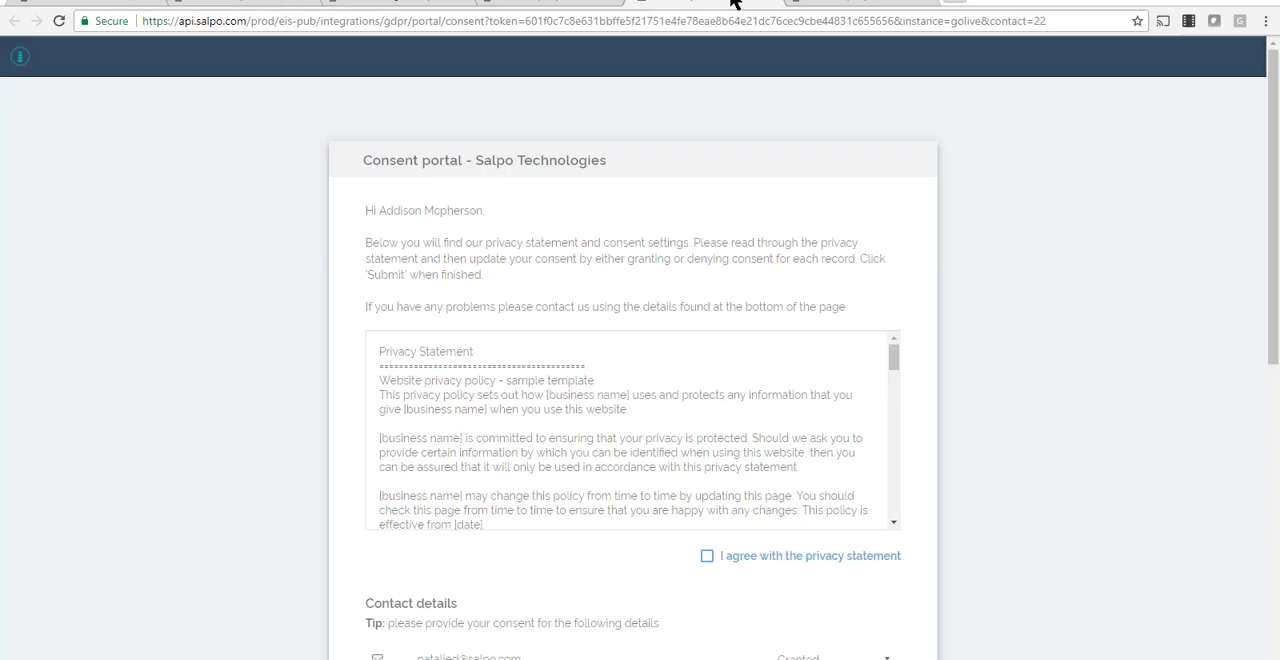 Secure
https://api.salpo.com/prod/eis-pub/integrations/gdpr/portal/content?token=601f0c7c8e631bbffe5f21751e4fe78eaecb64e21dc76cec9cbe44831c655656&instance=golive&contact=22
G
Consent portal - Salpo Technologies
Hi Addison Mcpherson,
Below you will find our privacy statement and consent settings. Please read through the privacy
statement and then update your consent by either granting or denying consent for each record. Click
'Submit' when finished.
If you have any problems please contact us using the details found at the bottom of the page.
Privacy Statement
=========================================
Website privacy policy - sample template
This privacy policy sets out how [business name] uses and protects any information that you
give [business name] when you use this website.
[business name] is committed to ensuring that your privacy is protected. Should we ask you to
provide certain information by which you can be identified when using this website, then you
can be assured that it will only be used in accordance with this privacy statement.
[business name] may change this policy from time to time by updating this page. You should
check this page from time to time to ensure that you are happy with any changes. This policy is
effective from [date].
I agree with the privacy statement
Contact details
Tip: please provide your consent for the following details
natalied@salpo.com
Granted